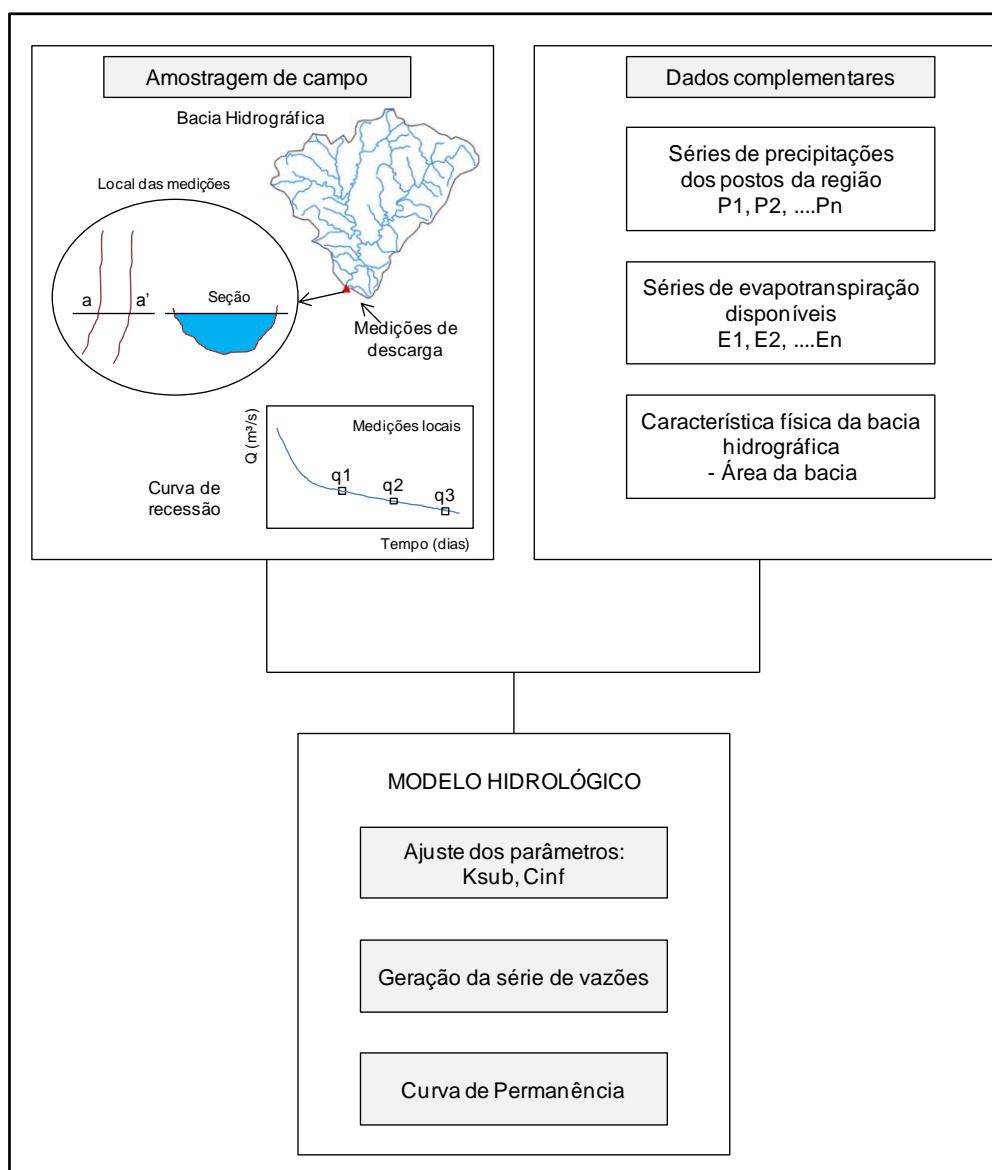 Amostragem de campo
Bacia Hidrográfica
Local das medições
a
a’
Seção
Medições de
descarga
Q (m³/s)
Medições locais
q1
q2
q3
Curva de
recessão
Tempo (dias)
Dados complementares
Séries de precipitações
dos postos da região
P1, P2, ....Pn
Séries de evapotranspiração
disponíveis
E1, E2, ....En
Característica física da bacia
hidrográfica
- Área da bacia
MODELO HIDROLÓGICO
Ajuste dos parâmetros:
Ksub, Cinf
Geração da série de vazões
Curva de Permanência